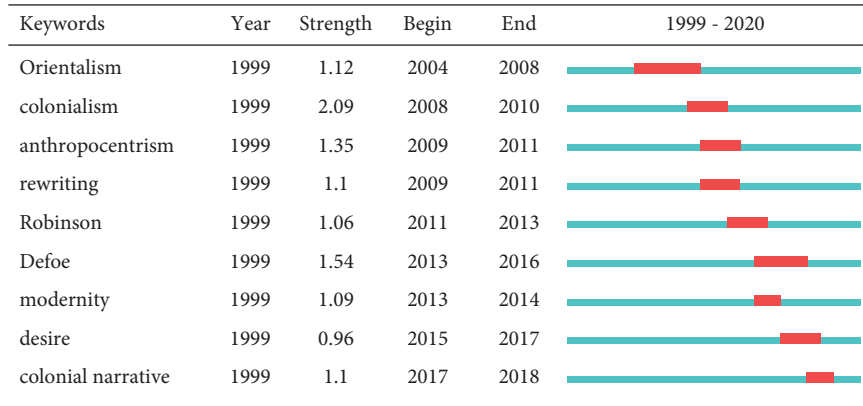 Keywords Year Strength Begin End 1999 - 2020
Orientalism 1999 1.12 2004 2008
colonialism 1999 2.09 2008 2010
anthropocentrism 1999 1.35 2009 2011
rewriting 1999 1.1 2009 2011
Robinson 1999 1.06 2011 2013
Defoe 1999 1.54 2013 2016
modernity 1999 1.09 2013 2014
desire 1999 0.96 2015 2017
colonial narrative 1999 1.1 2017 2018